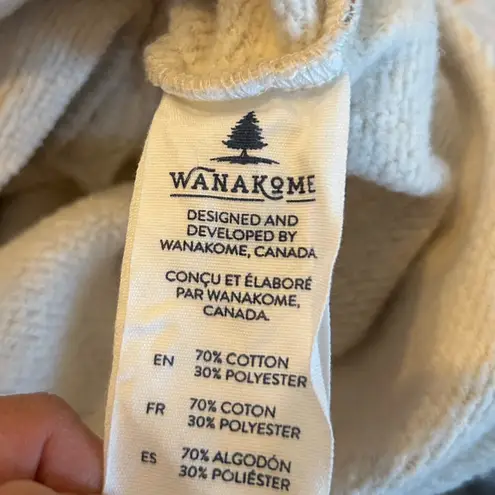 WANAKOME
DESIGNED AND
DEVELOPED BY
WANAKOME, CANADA
CONÇU ET ÉLABORÉ
PAR WANAKOME,
CANADA.
EN 70% COTTON
30% POLYESTER
FR 70% COTON
30% POLYESTER
ES 70% ALGODÓN
30% POLIÉSTER